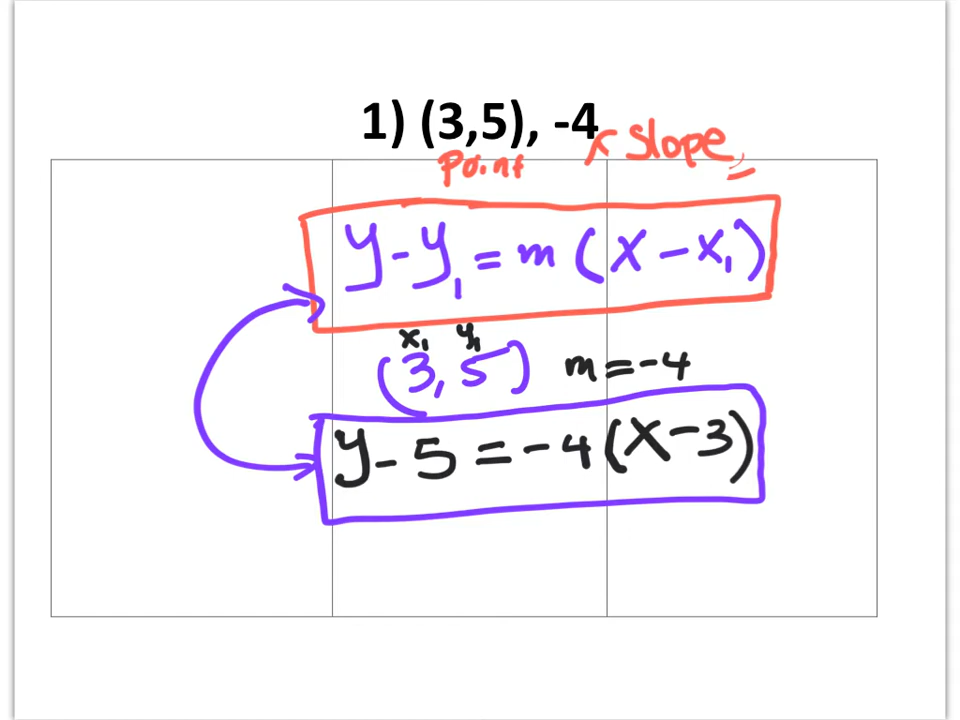 1) (3,5), -4
Point
slope
y - y₁ = m (x - x₁)
x₁ y₁
(3, 5) m = -4
y - 5 = -4 (x - 3)